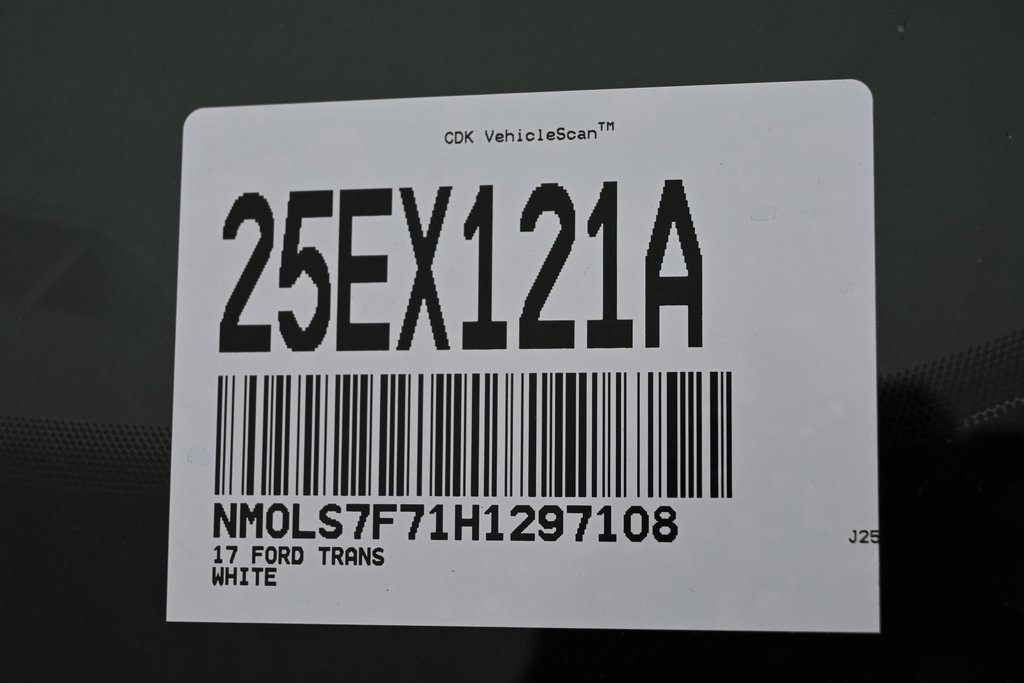 CDK VehicleScan™
25EX121A
NM0LS7F71H1297108
17 FORD TRANS
WHITE
J25